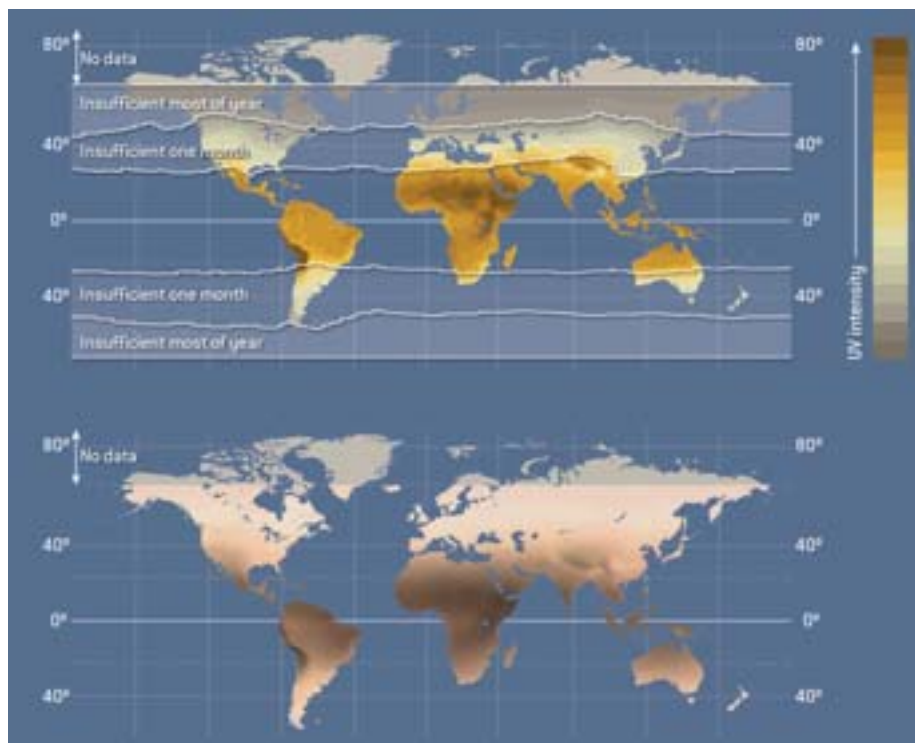 80°
80°
No data
Insufficient most of year
40°
40°
Insufficient one month
0°
0°
40°
40°
Insufficient one month
Insufficient most of year
UV intensity
80°
80°
No data
40°
40°
0°
0°
40°
40°